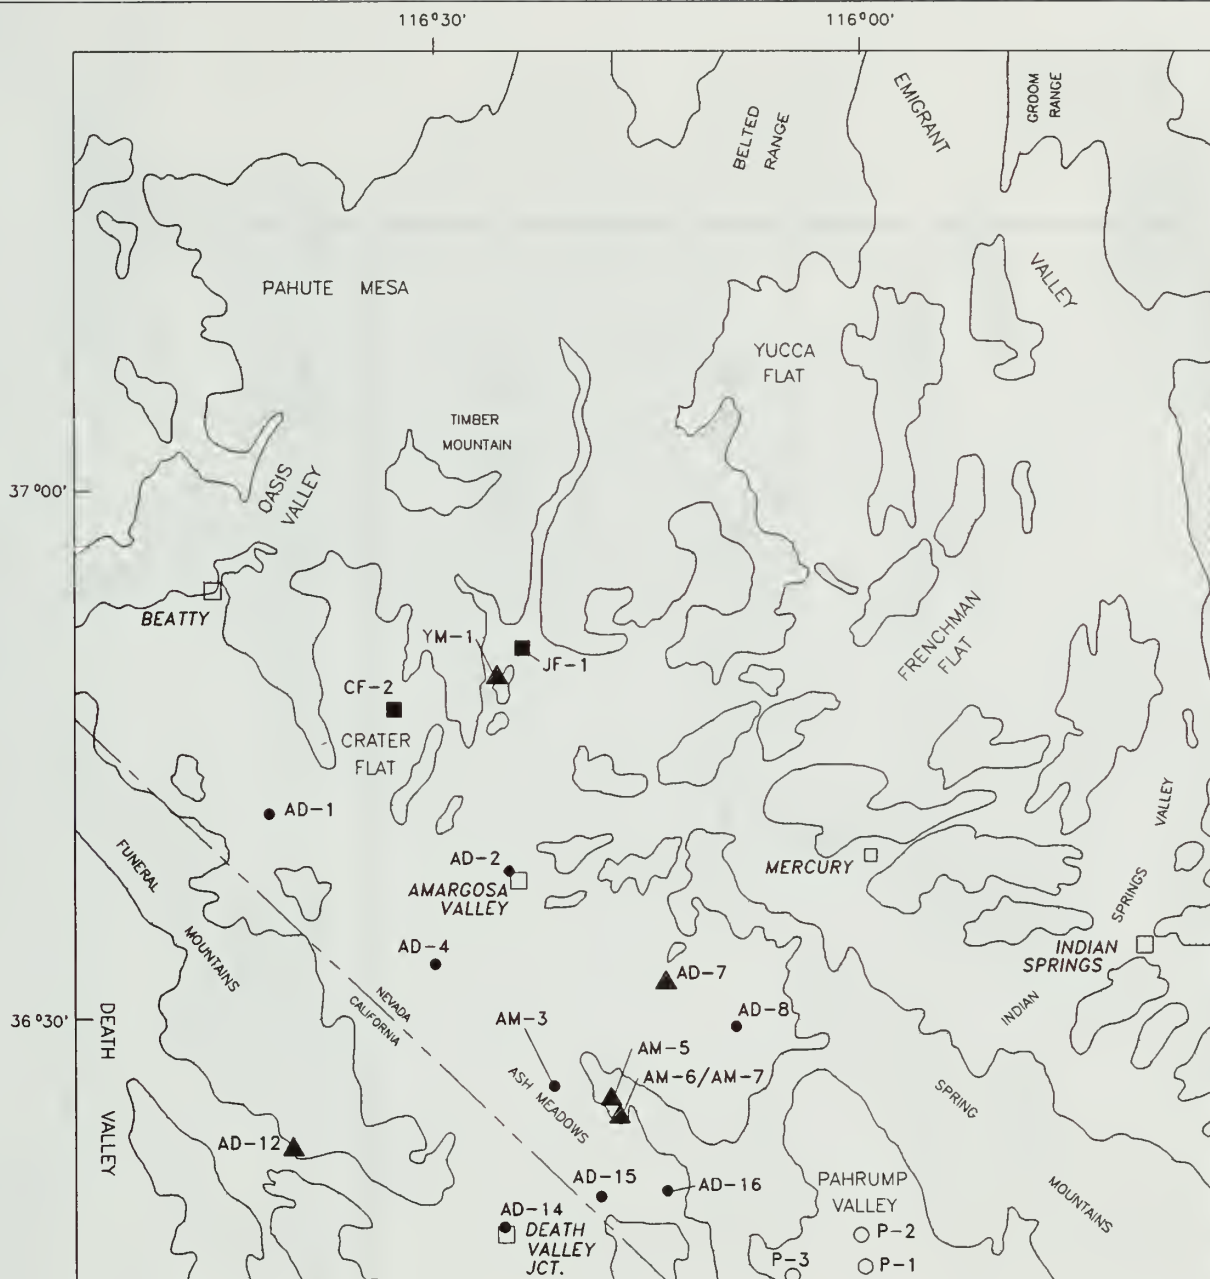 116°30'
116°00'
GROOM
RANGE
EMIGRANT
BELTED
RANGE
VALLEY
PAHUTE MESA
YUCCA
FLAT
TIMBER
MOUNTAIN
37°00'
OASIS
VALLEY
BEATTY
FRENCHMAN
FLAT
YM-1
JF-1
CF-2
CRATER
FLAT
AD-1
VALLEY
FUNERAL
MOUNTAINS
AD-2
AMARGOSA
VALLEY
MERCURY
SPRINGS
INDIAN
SPRINGS
AD-4
AD-7
NEVADA
CALIFORNIA
INDIAN
36°30'
DEATH
VALLEY
AM-3
AD-8
AM-5
AM-6/AM-7
ASH MEADOWS
SPRING
MOUNTAINS
AD-12
AD-15
AD-16
PAHRUMP
VALLEY
AD-14
DEATH
VALLEY
JCT.
P-2
P-3
P-1